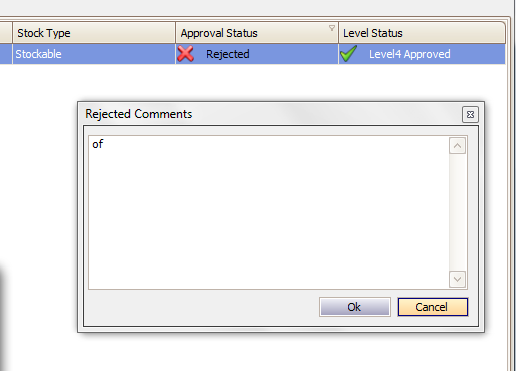 Stock Type Approval Status Level Status
Stockable Rejected Level4 Approved
Rejected Comments
of
Ok Cancel